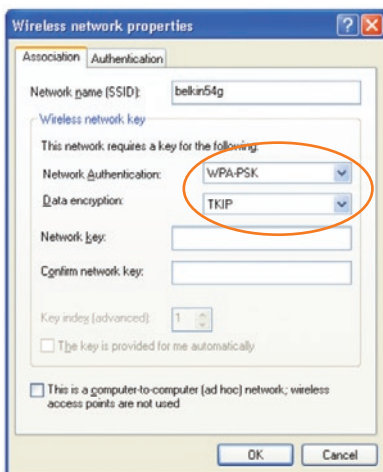 Wireless network properties
Association Authentication
Network name (SSID): belkin54g
Wireless network key
This network requires a key for the following:
Network Authentication: WPA-PSK
Data encryption: TKIP
Network key:
Confirm network key:
Key index (advanced): 1
The key is provided for me automatically
This is a computer-to-computer (ad hoc) network; wireless
access points are not used
OK Cancel